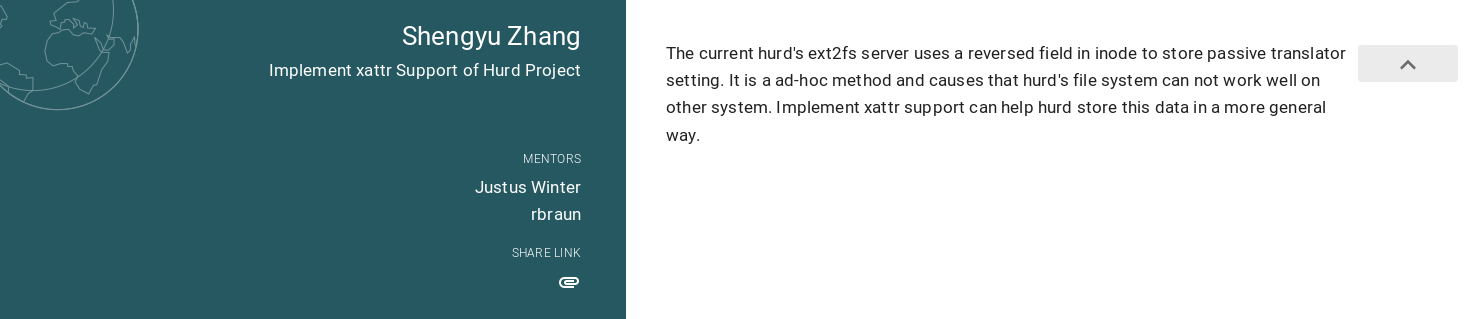 Shengyu Zhang
Implement xattr Support of Hurd Project
MENTORS
Justus Winter
rbraun
SHARE LINK
The current hurd's ext2fs server uses a reversed field in inode to store passive translator
setting. It is a ad-hoc method and causes that hurd's file system can not work well on
other system. Implement xattr support can help hurd store this data in a more general
way.